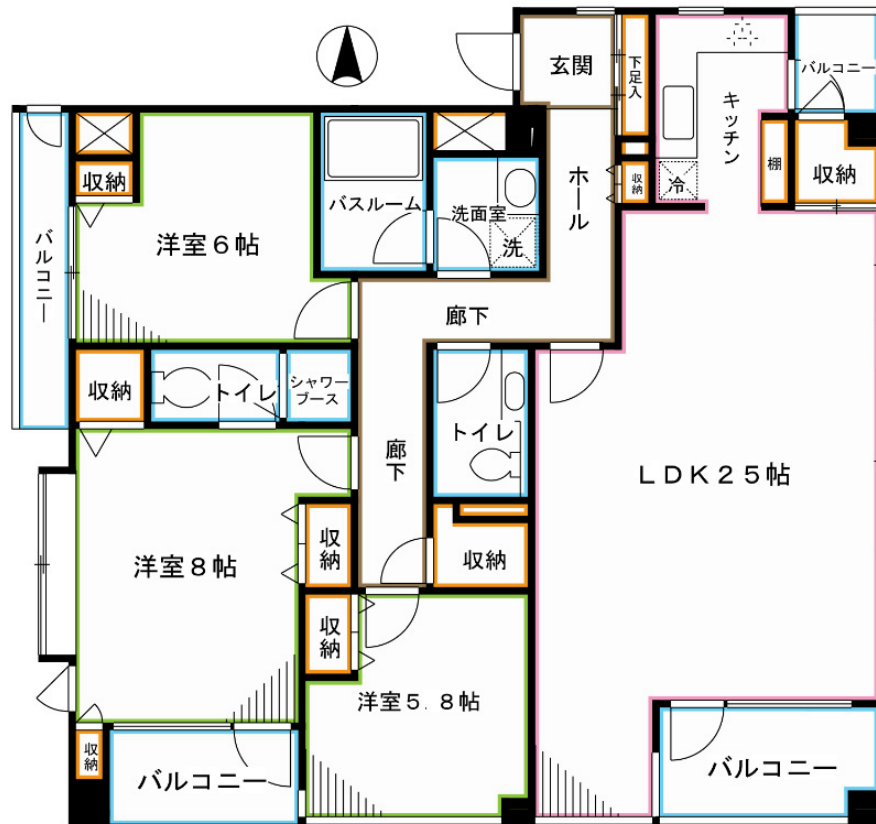 玄関
下足入
キッチン
バルコニー
収納
棚
冷
収納
ホール
洗面室
洗
バスルーム
収納
洋室6帖
バルコニー
廊下
収納
トイレ
シャワー
ブース
トイレ
廊下
LDK25帖
洋室8帖
収納
収納
収納
洋室5.8帖
収納
バルコニー
バルコニー